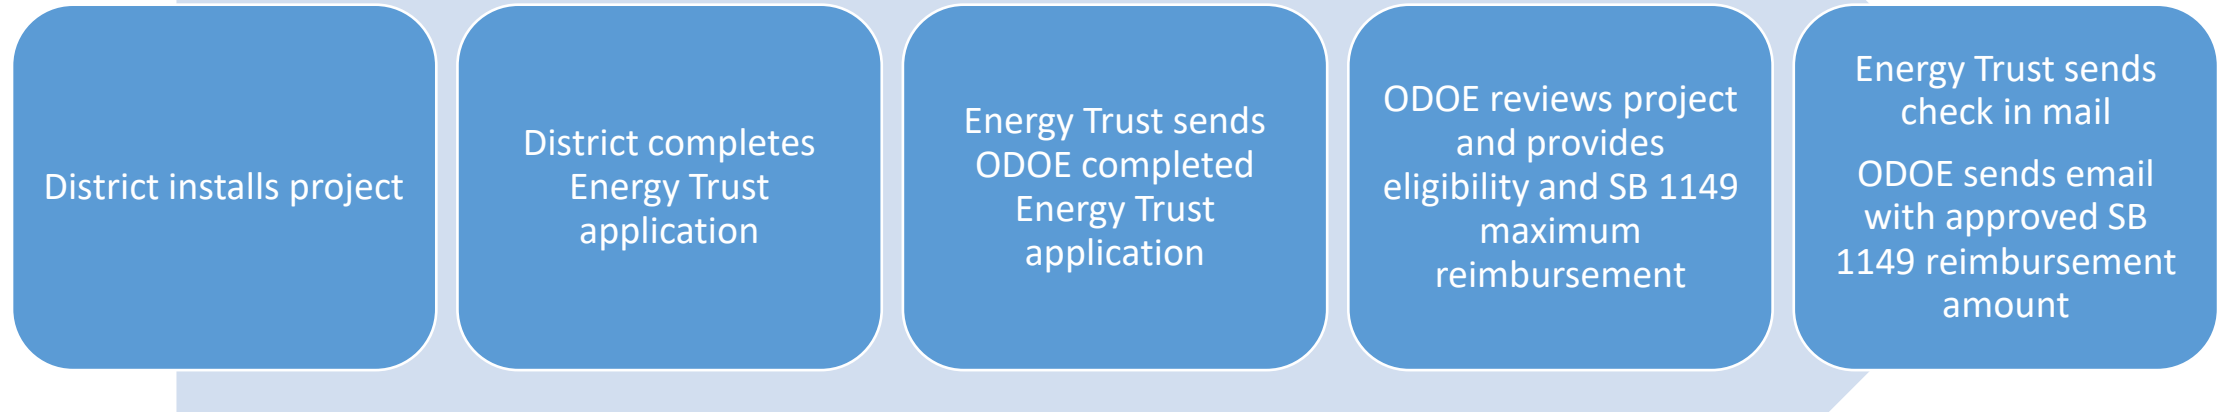 District installs project
District completes
Energy Trust
application
Energy Trust sends
ODOE completed
Energy Trust
application
ODOE reviews project
and provides
eligibility and SB 1149
maximum
reimbursement
Energy Trust sends
check in mail
ODOE sends email
with approved SB
1149 reimbursement
amount